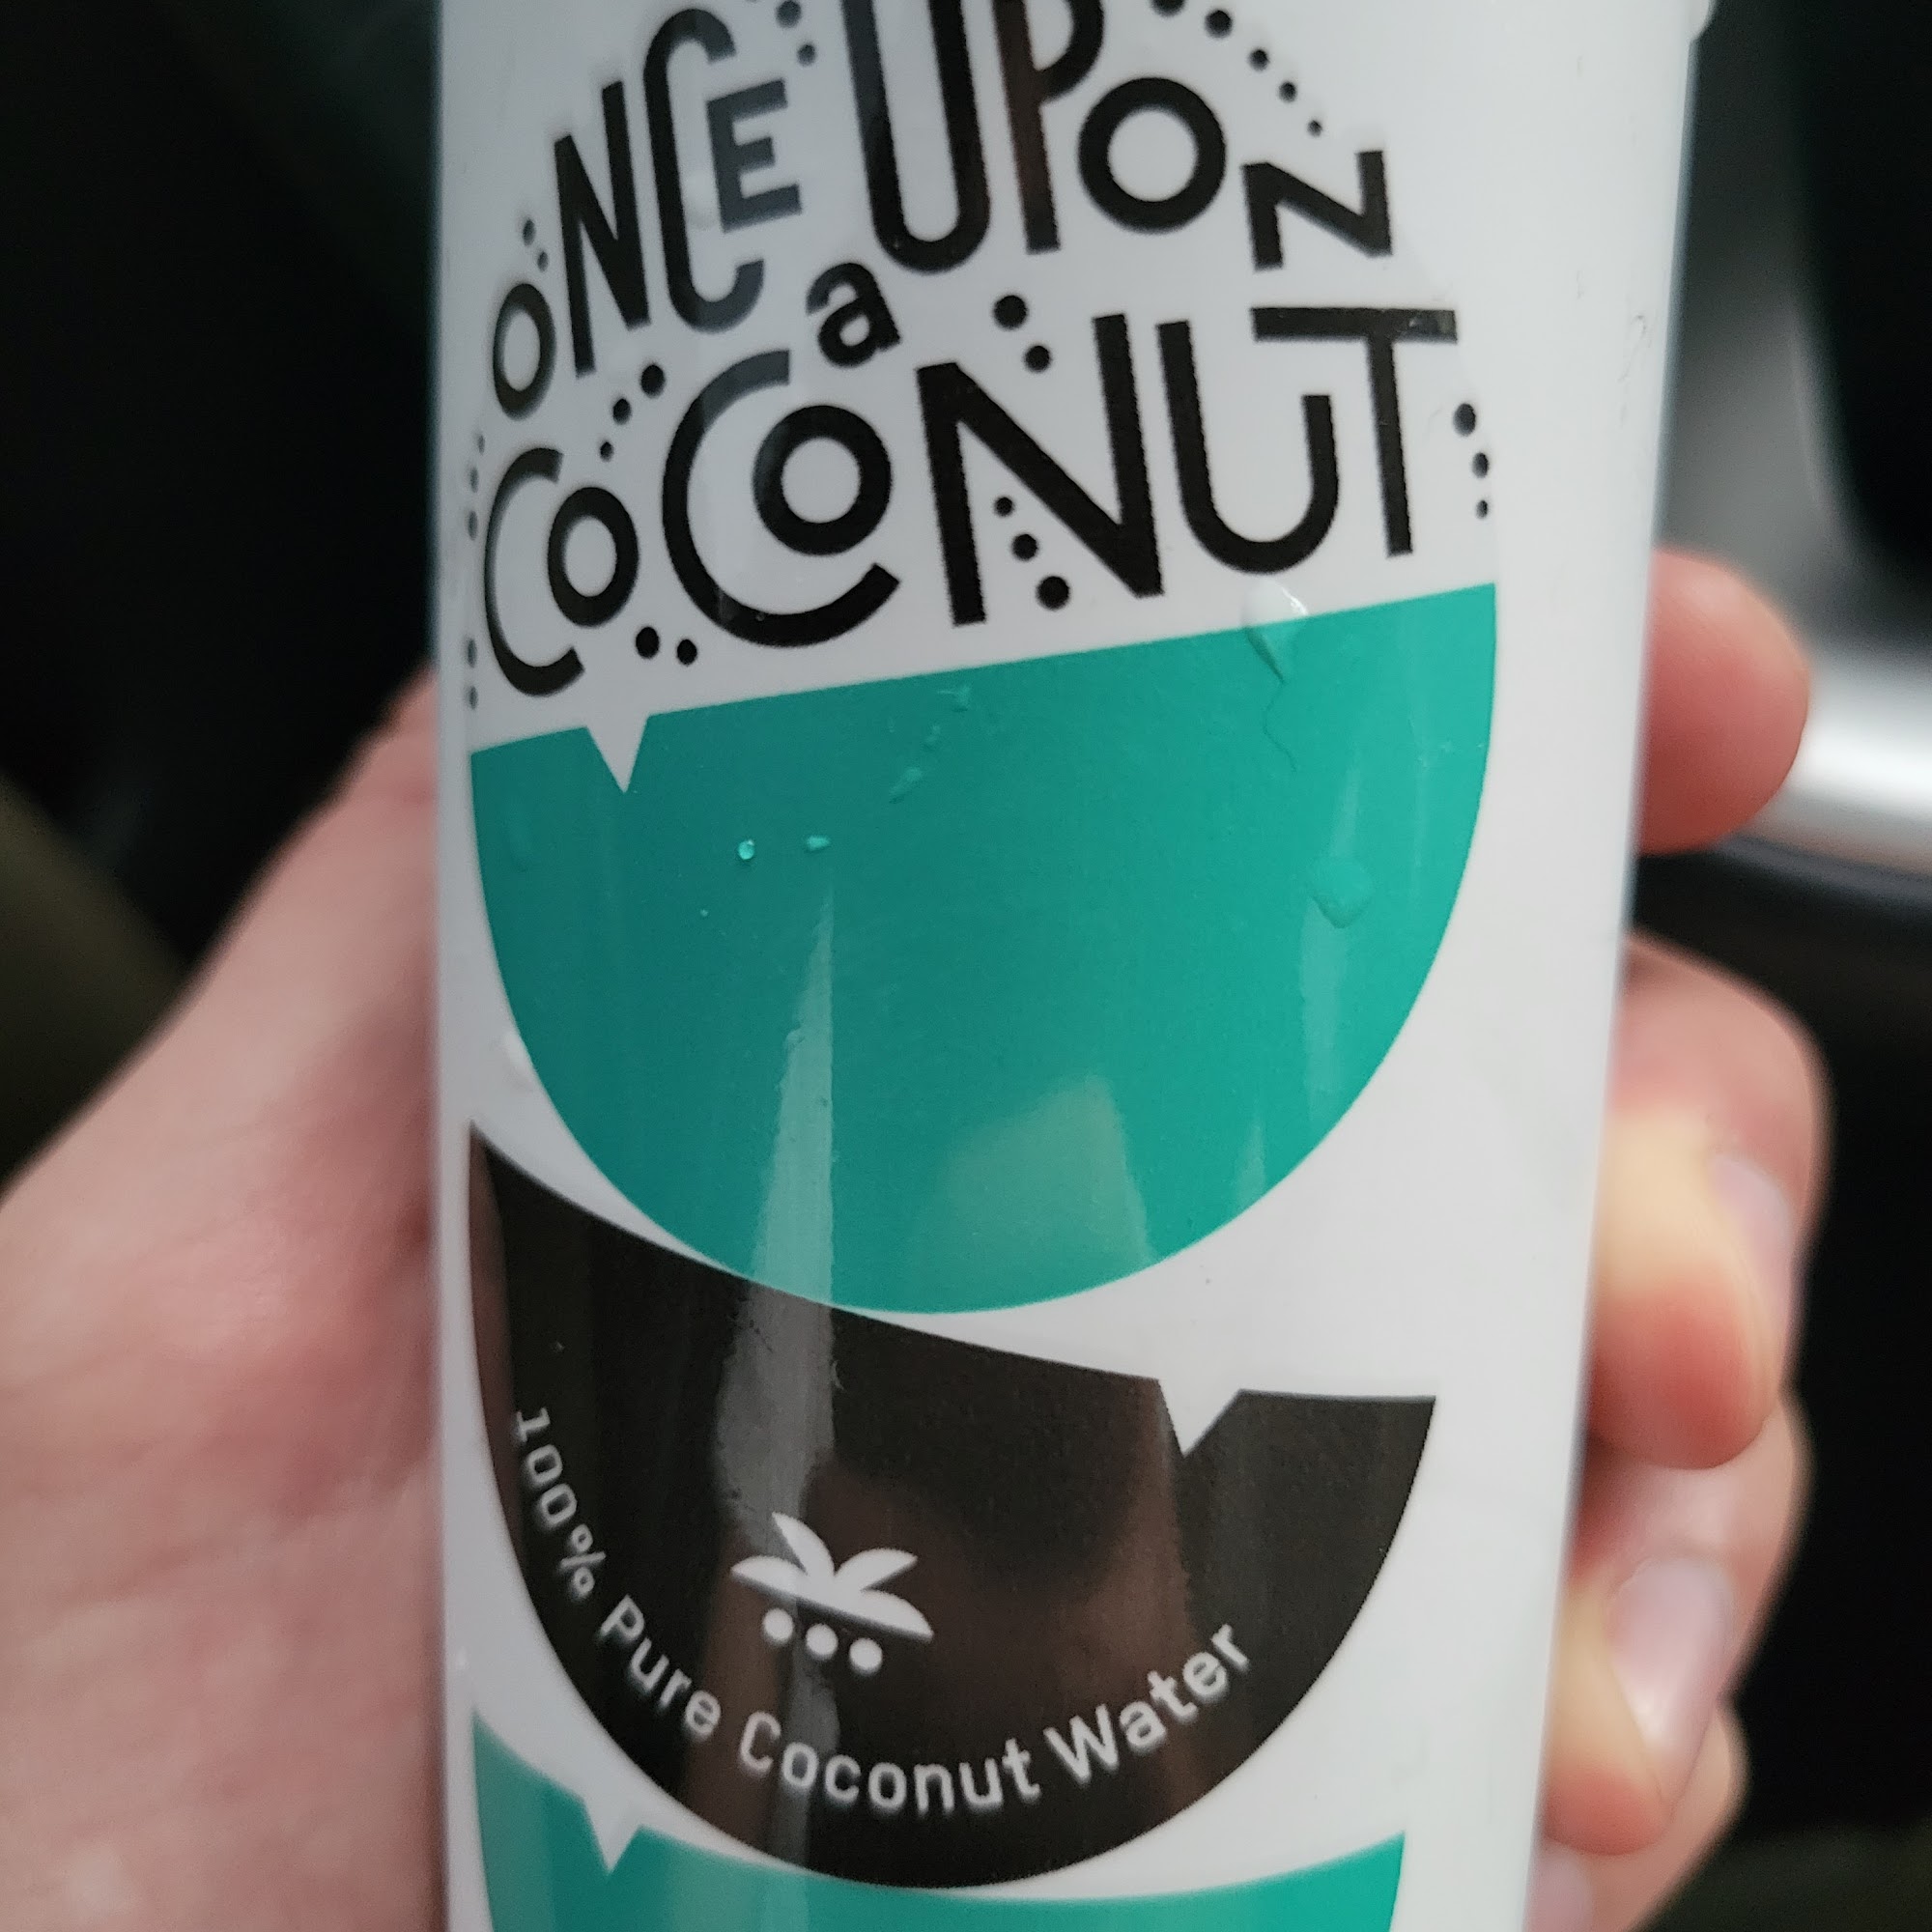 ONCE UPON
a
COCONUT
100% Pure Coconut Water